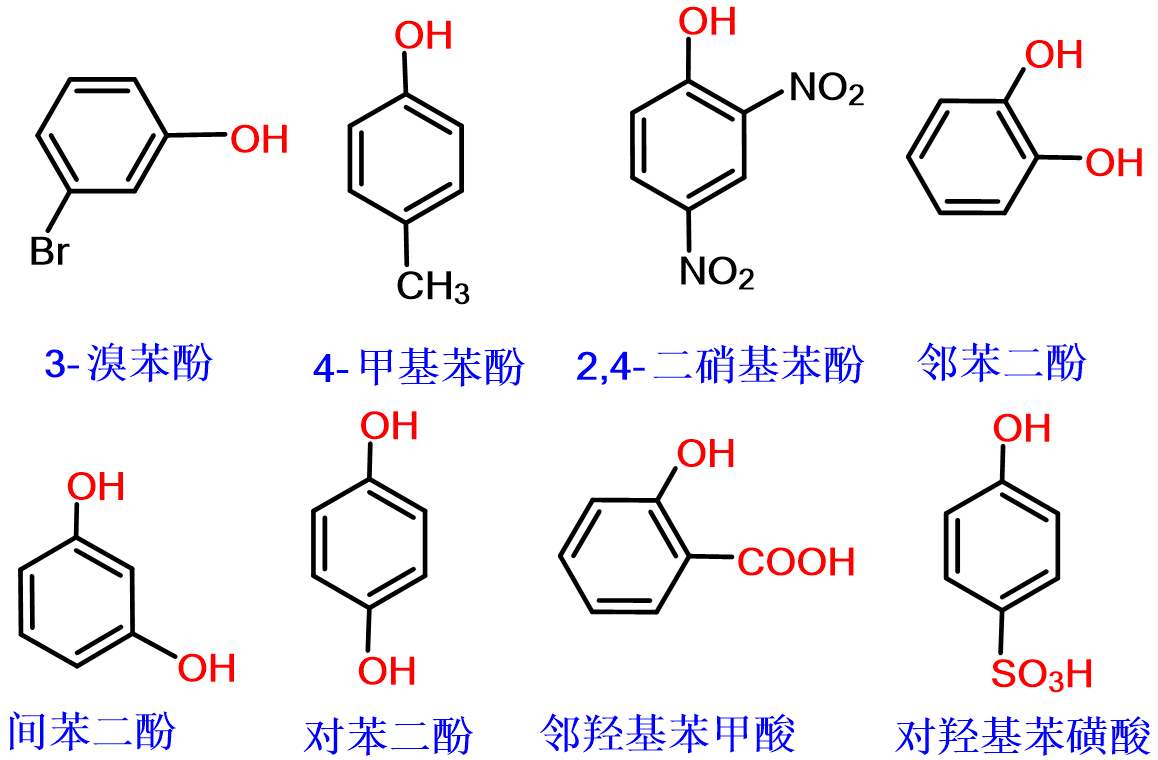 OH
Br
3-溴苯酚
OH
CH3
4-甲基苯酚
OH
NO2
NO2
2,4-二硝基苯酚
OH
OH
邻苯二酚
OH
OH
间苯二酚
OH
OH
对苯二酚
OH
COOH
邻羟基苯甲酸
OH
SO3H
对羟基苯磺酸